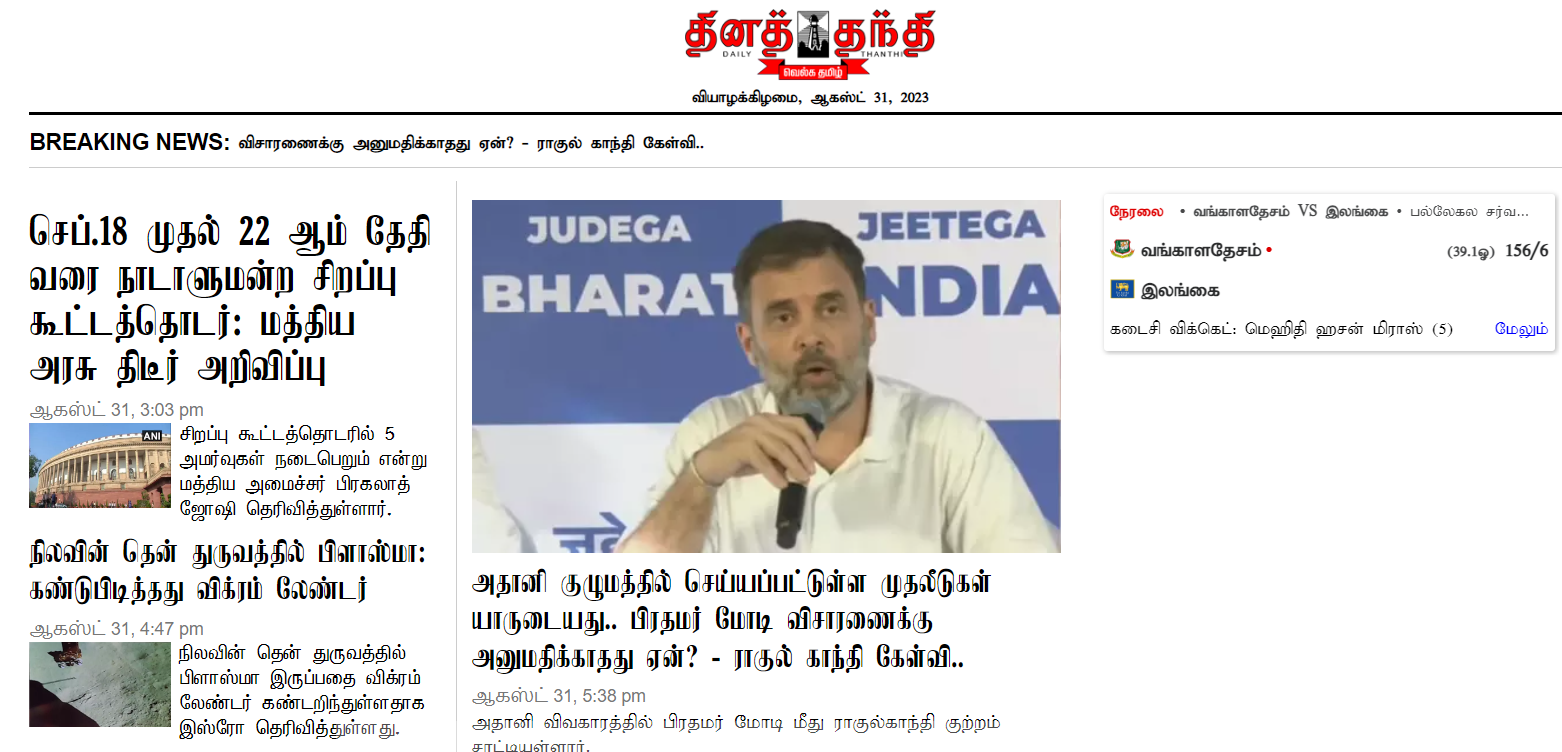 தினத் தந்தி
DAILY THANTHI
வெல்க தமிழ்
வியாழக்கிழமை, ஆகஸ்ட் 31, 2023
BREAKING NEWS: விசாரணைக்கு அனுமதிக்காதது ஏன்? - ராகுல் காந்தி கேள்வி..
செப்.18 முதல் 22 ஆம் தேதி
வரை நாடாளுமன்ற சிறப்பு
கூட்டத்தொடர்: மத்திய
அரசு திடீர் அறிவிப்பு
ஆகஸ்ட் 31, 3:03 pm
ANI
சிறப்பு கூட்டத்தொடரில் 5
அமர்வுகள் நடைபெறும் என்று
மத்திய அமைச்சர் பிரகலாத்
ஜோஷி தெரிவித்துள்ளார்.
நிலவின் தென் துருவத்தில் பிளாஸ்மா:
கண்டுபிடித்தது விக்ரம் லேண்டர்
ஆகஸ்ட் 31, 4:47 pm
நிலவின் தென் துருவத்தில்
பிளாஸ்மா இருப்பதை விக்ரம்
லேண்டர் கண்டறிந்துள்ளதாக
இஸ்ரோ தெரிவித்துள்ளது.
JUDEGA JEETEGA
BHARAT INDIA
அதானி குழுமத்தில் செய்யப்பட்டுள்ள முதலீடுகள்
யாருடையது.. பிரதமர் மோடி விசாரணைக்கு
அனுமதிக்காதது ஏன்? - ராகுல் காந்தி கேள்வி..
ஆகஸ்ட் 31, 5:38 pm
அதானி விவகாரத்தில் பிரதமர் மோடி மீது ராகுல்காந்தி குற்றம்
சாட்டியுள்ளார்.
நேரலை • வங்காளதேசம் VS இலங்கை • பல்லேகல சர்வ...
வங்காளதேசம் • (39.1ஓ) 156/6
இலங்கை
கடைசி விக்கெட்: மெஹிதி ஹசன் மிராஸ் (5) மேலும்